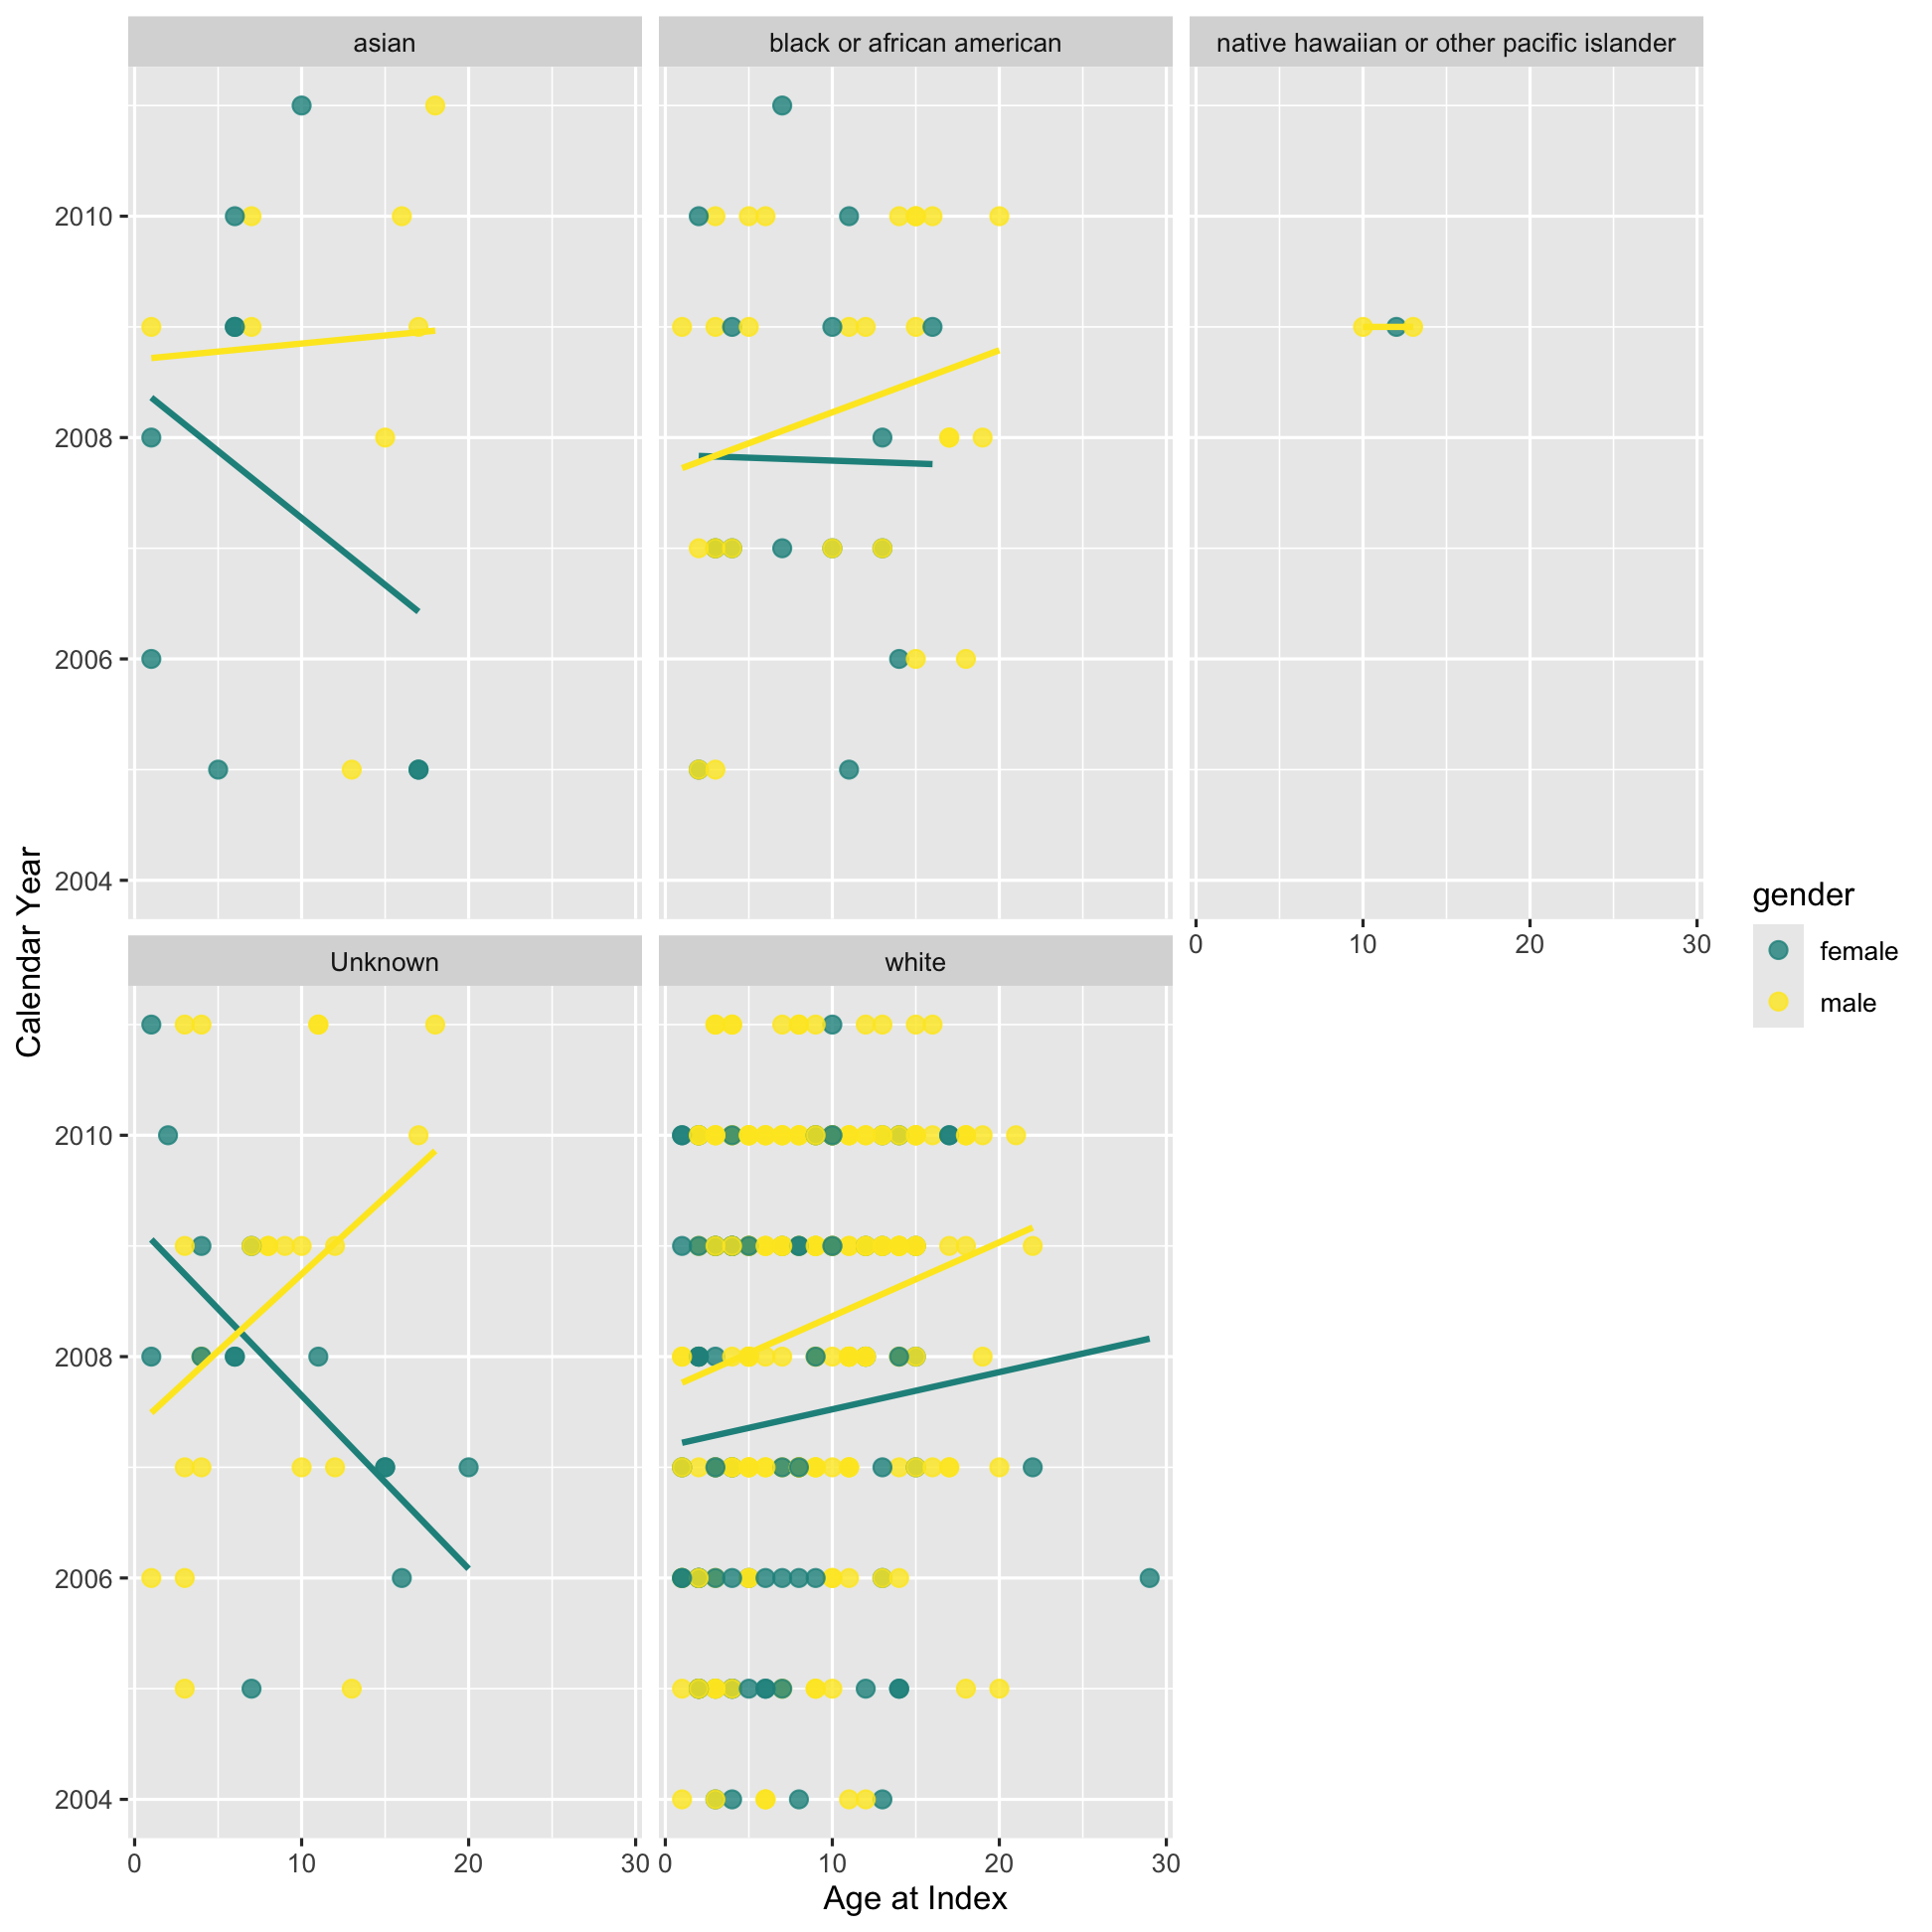 asian
black or african american
native hawaiian or other pacific islander
2010
2008
2006
2004
0 10 20 30
Unknown
white
2010
2008
2006
2004
0 10 20 30
0 10 20 30
Age at Index
Calendar Year
gender
female
male